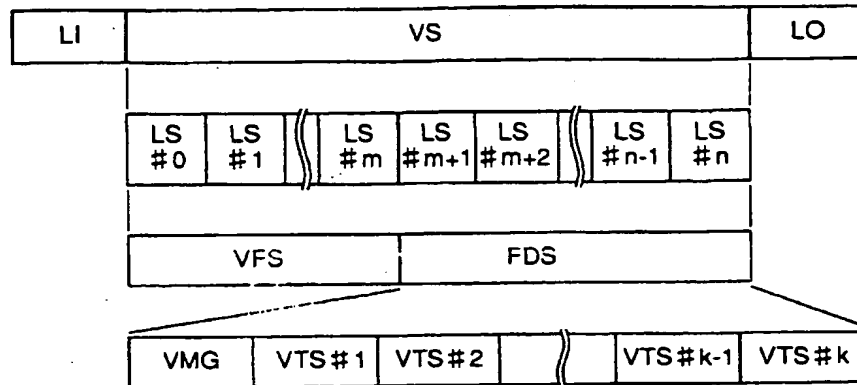 LI VS LO
LS LS LS LS LS LS LS
#0 #1 #m #m+1 #m+2 #n-1 #n
VFS FDS
VMG VTS#1 VTS#2 VTS#k-1 VTS#k